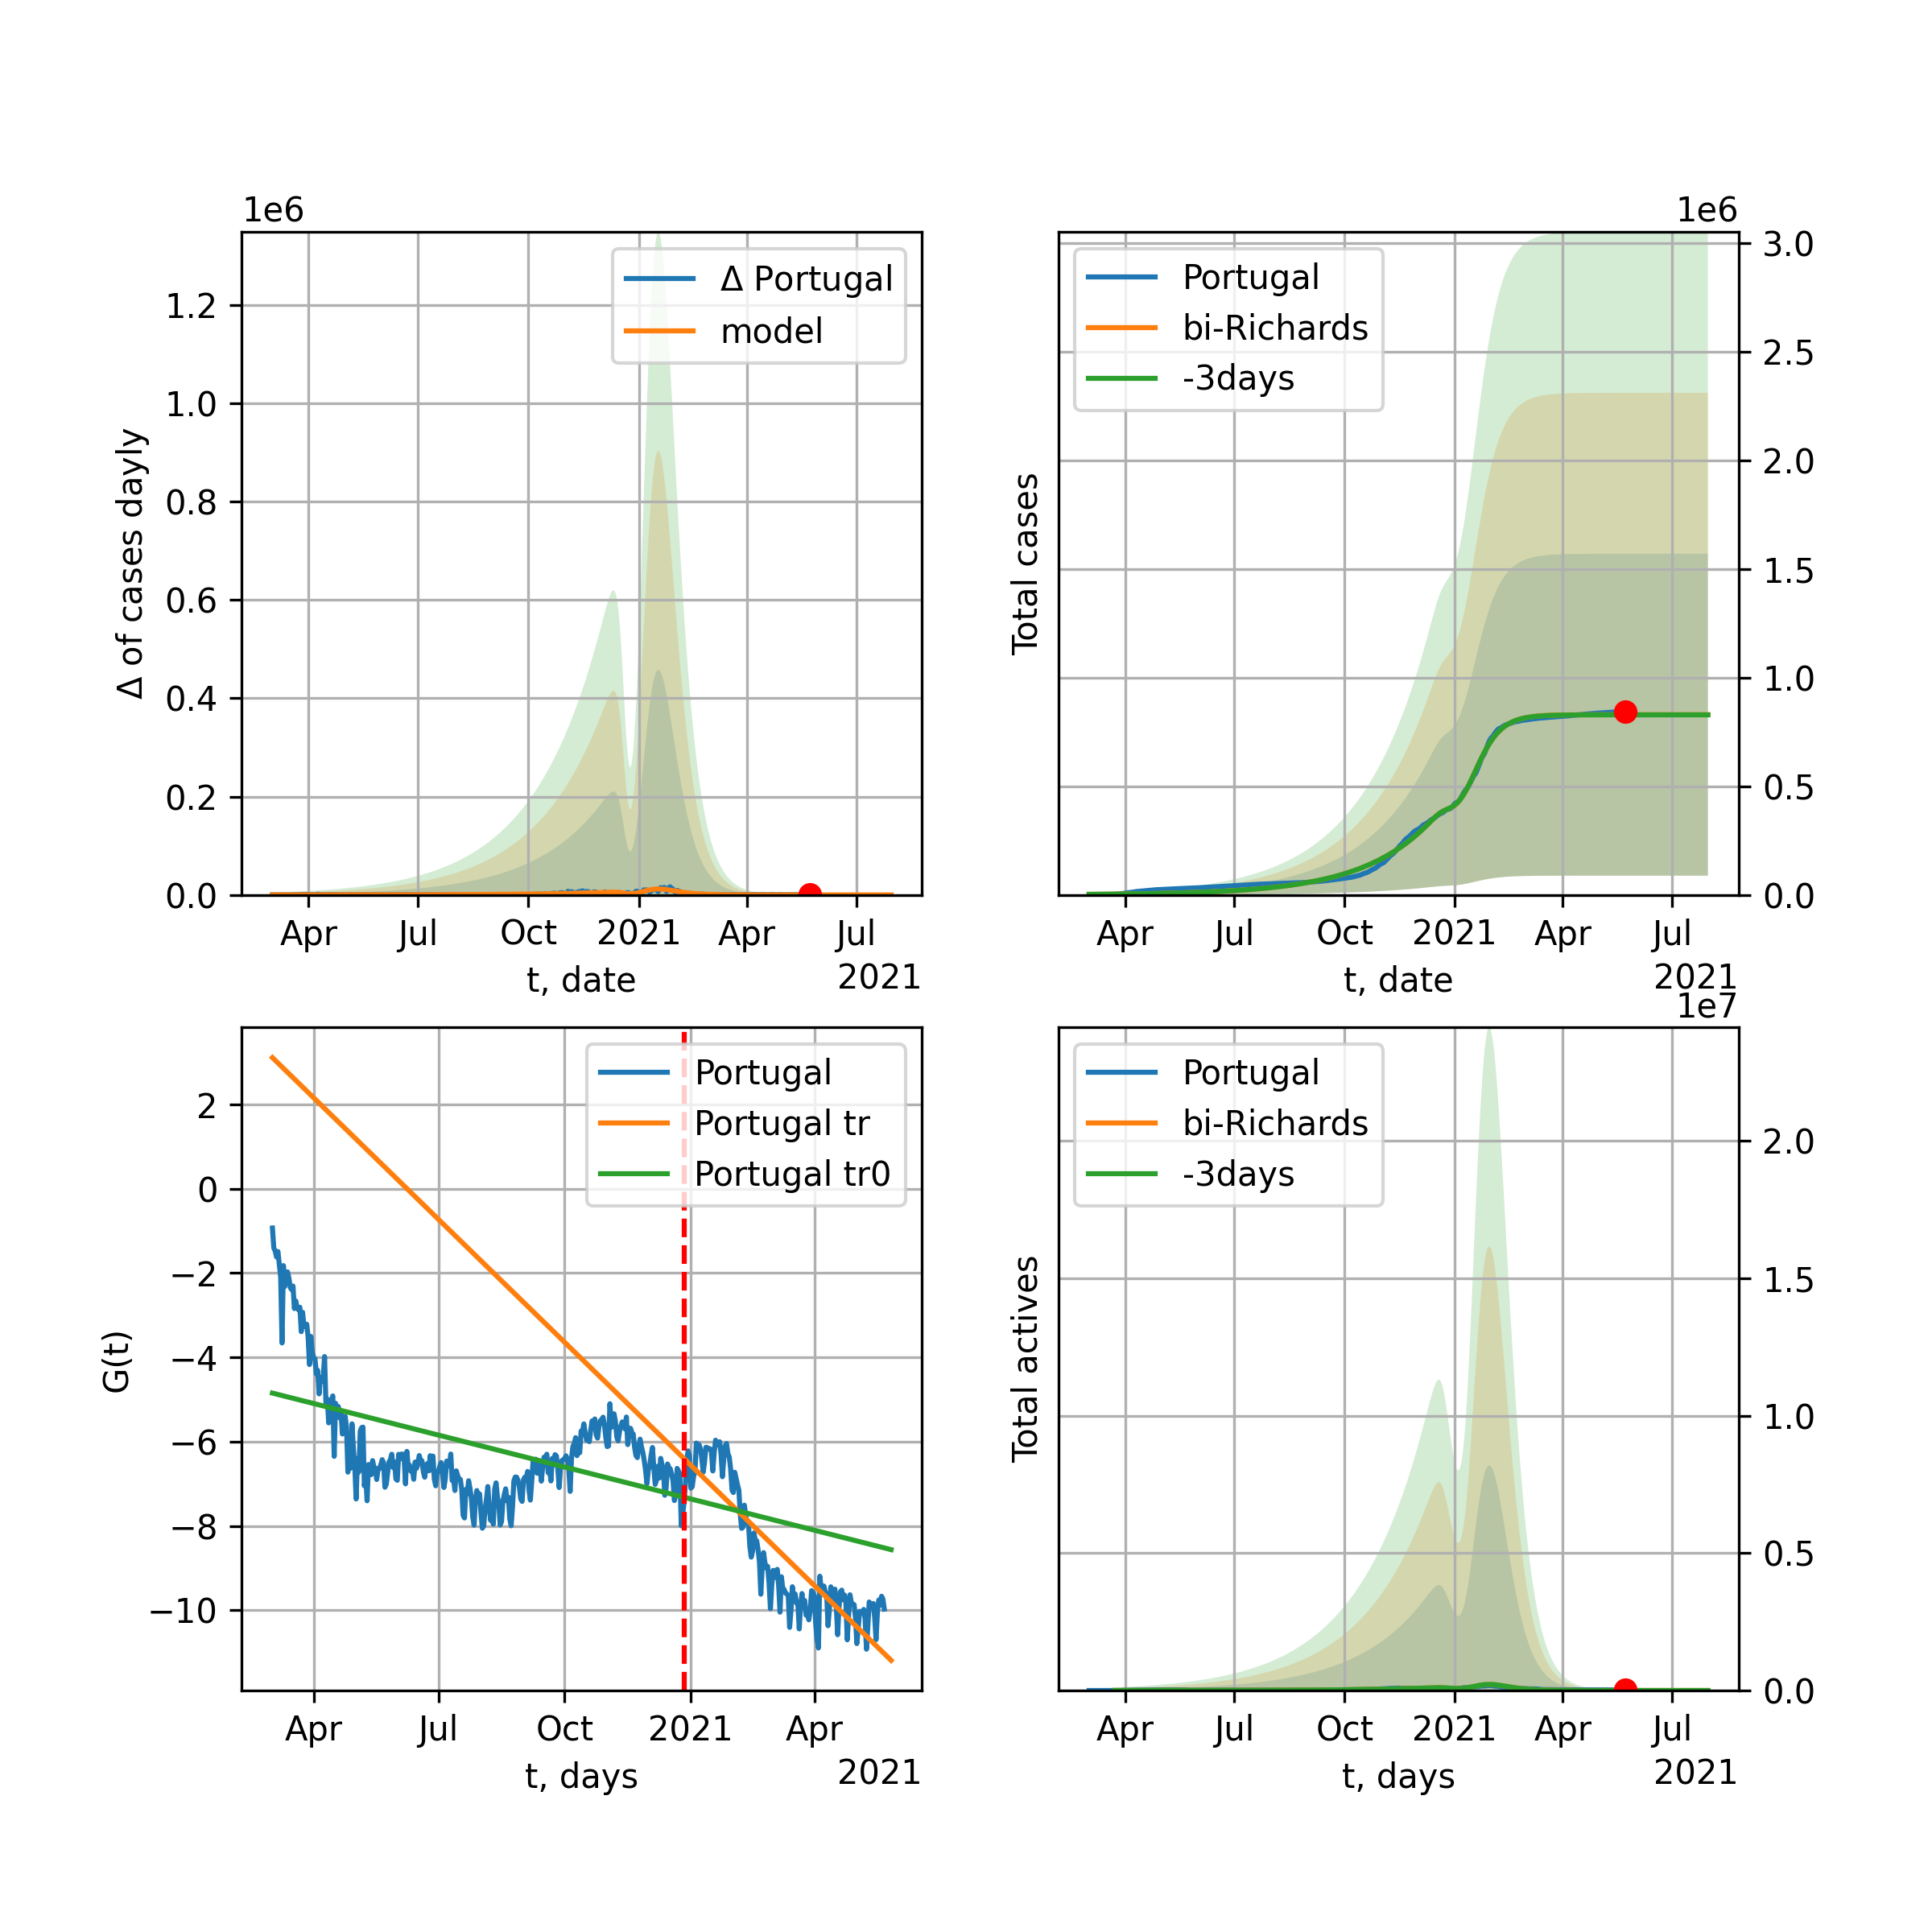 1e6
Δ Portugal
model
1.2
1.0
0.8
0.6
0.4
0.2
0.0
Δ of cases dayly
Apr Jul Oct 2021 Apr Jul
t, date
2021
1e6
Portugal
bi-Richards
-3days
3.0
2.5
2.0
1.5
1.0
0.5
0.0
Total cases
Apr Jul Oct 2021 Apr Jul
t, date
2021
Portugal
Portugal tr
Portugal tr0
2
0
−2
−4
−6
−8
−10
G(t)
Apr Jul Oct 2021 Apr
t, days
2021
1e7
Portugal
bi-Richards
-3days
2.0
1.5
1.0
0.5
0.0
Total actives
Apr Jul Oct 2021 Apr Jul
t, days
2021